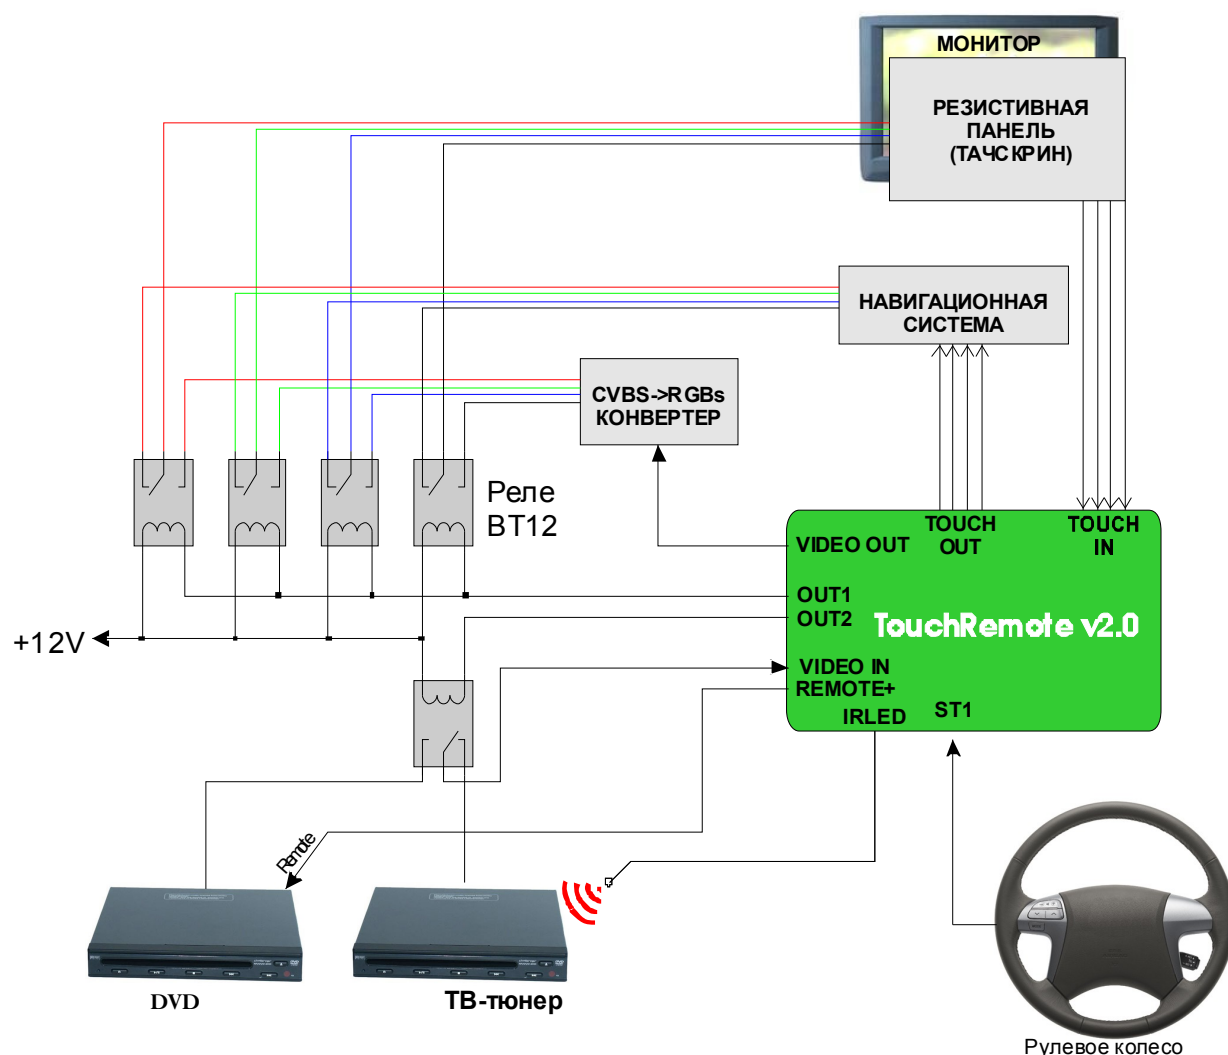 МОНИТОР
РЕЗИСТИВНАЯ
ПАНЕЛЬ
(ТАЧСКРИН)
НАВИГАЦИОННАЯ
СИСТЕМА
CVBS->RGBs
КОНВЕРТЕР
Реле
BT12
TOUCH
OUT
TOUCH
IN
VIDEO OUT
OUT1
OUT2
TouchRemote v2.0
+12V
VIDEO IN
REMOTE+
IRLED
ST1
Remote
DVD
ТВ-тюнер
Рулевое колесо